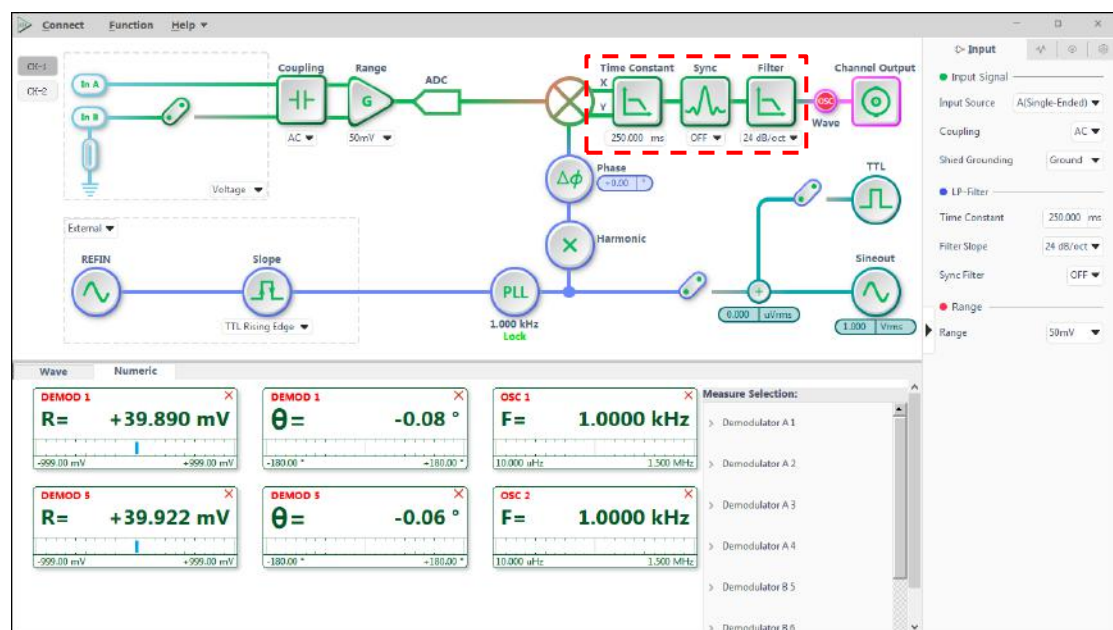 Connect Function Help
CH-1
CH-2
In A
In B
Voltage
Coupling
AC
Range
G
50mV
ADC
Time Constant
X
Y
250.000 ms
Sync
OFF
Filter
24 dB/oct
OSC
Wave
Channel Output
Δϕ
Phase
+0.00 °
×
Harmonic
TTL
External
REFIN
Slope
TTL Rising Edge
PLL
1.000 kHz
Lock
+
0.000 uVrms
Sineout
1.000 Vrms
Input
Input Signal
Input Source A(Single-Ended)
Coupling AC
Shied Grounding Ground
LP-Filter
Time Constant 250.000 ms
Filter Slope 24 dB/oct
Sync Filter OFF
Range
Range 50mV
Wave Numeric
DEMOD 1
R= +39.890 mV
-999.00 mV +999.00 mV
DEMOD 1
θ= -0.08 °
-180.00 ° +180.00 °
OSC 1
F= 1.0000 kHz
10.000 uHz 1.500 MHz
DEMOD 5
R= +39.922 mV
-999.00 mV +999.00 mV
DEMOD 5
θ= -0.06 °
-180.00 ° +180.00 °
OSC 2
F= 1.0000 kHz
10.000 uHz 1.500 MHz
Measure Selection:
Demodulator A 1
Demodulator A 2
Demodulator A 3
Demodulator A 4
Demodulator B 5
Demodulator B 6